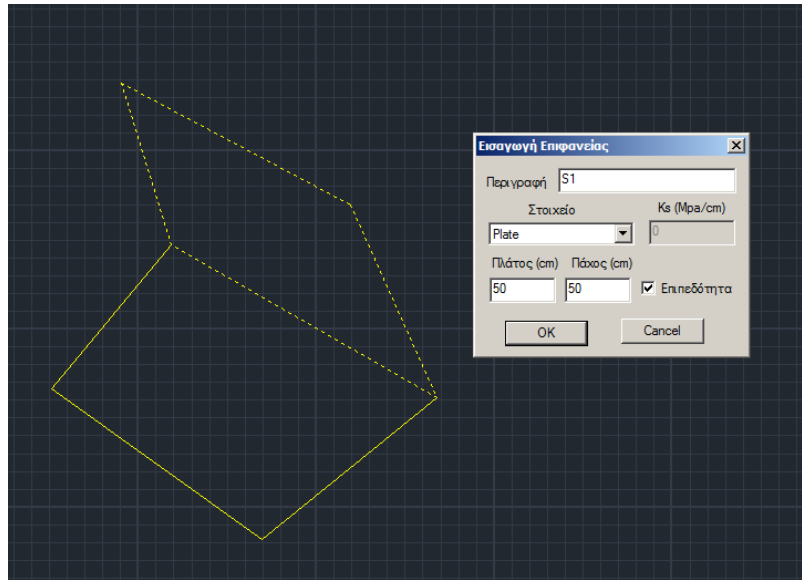 Εισαγωγή Επιφανείας
Περιγραφή S1
Στοιχείο Ks (Mpa/cm)
Plate 0
Πλάτος (cm) Πάχος (cm)
50 50 Επιπεδότητα
OK Cancel